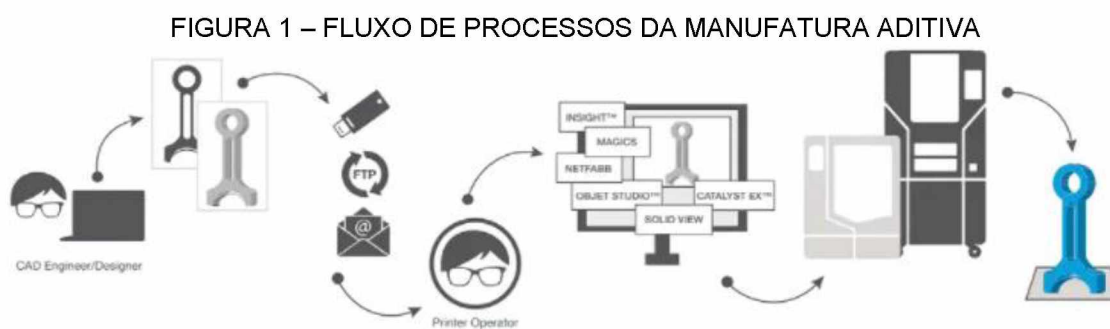 FIGURA 1 – FLUXO DE PROCESSOS DA MANUFATURA ADITIVA
CAD Engineer/Designer
FTP
@
Printer Operator
INSIGHT™
MAGICS
NETFABB
OBJET STUDIO™
CATALYST EX™
SOLID VIEW